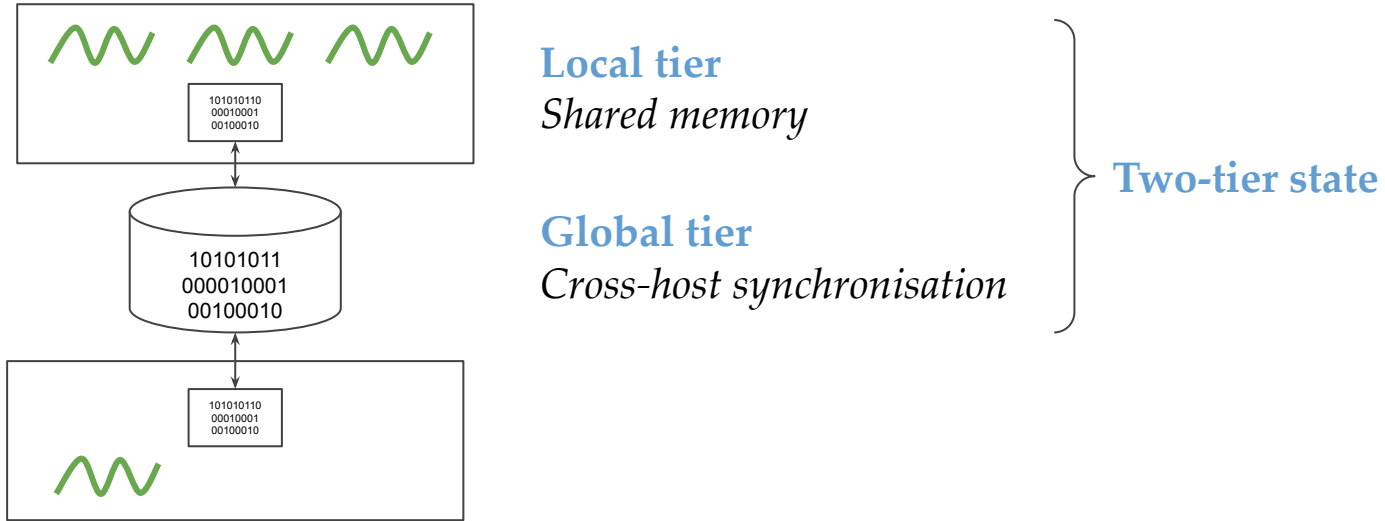 101010110
00010001
00100010
Local tier
Shared memory
Two-tier state
Global tier
Cross-host synchronisation
10101011
000010001
00100010
101010110
00010001
00100010